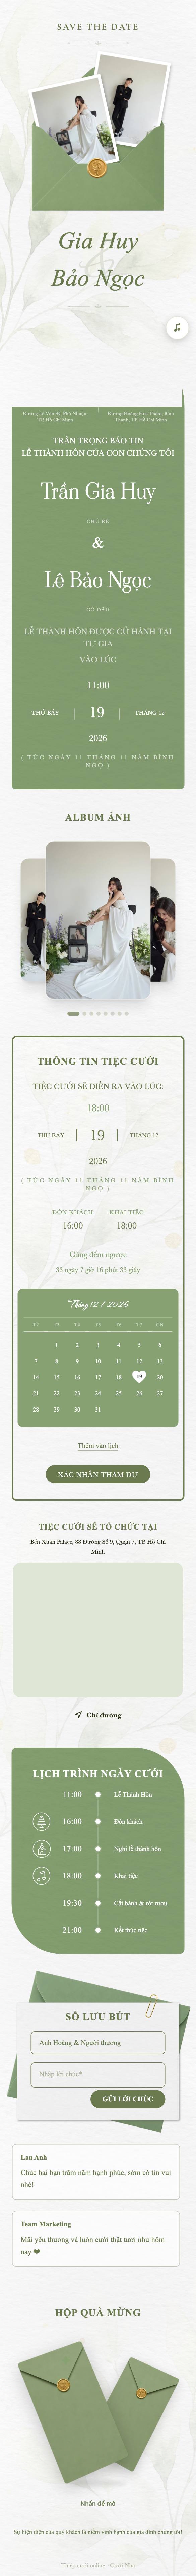 SAVE THE DATE
Gia Huy
&
Bảo Ngọc
Đường Lê Văn Sỹ, Phú Nhuận,
TP. Hồ Chí Minh
Đường Hoàng Hoa Thám, Bình
Thạnh, TP. Hồ Chí Minh
TRÂN TRỌNG BÁO TIN
LỄ THÀNH HÔN CỦA CON CHÚNG TÔI
Trần Gia Huy
CHÚ RỂ
&
Lê Bảo Ngọc
CÔ DÂU
LỄ THÀNH HÔN ĐƯỢC CỬ HÀNH TẠI
TƯ GIA
VÀO LÚC
11:00
THỨ BẢY 19 THÁNG 12
2026
( TỨC NGÀY 11 THÁNG 11 NĂM BÍNH
NGỌ )
ALBUM ẢNH
THÔNG TIN TIỆC CƯỚI
TIỆC CƯỚI SẼ DIỄN RA VÀO LÚC:
18:00
THỨ BẢY 19 THÁNG 12
2026
( TỨC NGÀY 11 THÁNG 11 NĂM BÍNH
NGỌ )
ĐÓN KHÁCH KHAI TIỆC
16:00 18:00
Cùng đếm ngược
33 ngày 7 giờ 16 phút 33 giây
Tháng 12 / 2026
T2 T3 T4 T5 T6 T7 CN
1 2 3 4 5 6
7 8 9 10 11 12 13
14 15 16 17 18 19 20
21 22 23 24 25 26 27
28 29 30 31
Thêm vào lịch
XÁC NHẬN THAM DỰ
TIỆC CƯỚI SẼ TỔ CHỨC TẠI
Bến Xuân Palace, 88 Đường Số 9, Quận 7, TP. Hồ Chí
Minh
Chỉ đường
LỊCH TRÌNH NGÀY CƯỚI
11:00 Lễ Thành Hôn
16:00 Đón khách
17:00 Nghi lễ thành hôn
18:00 Khai tiệc
19:30 Cắt bánh & rót rượu
21:00 Kết thúc tiệc
SỔ LƯU BÚT
Anh Hoàng & Người thương
Nhập lời chúc*
GỬI LỜI CHÚC
Lan Anh
Chúc hai bạn trăm năm hạnh phúc, sớm có tin vui
nhé!
Team Marketing
Mãi yêu thương và luôn cười thật tươi như hôm
nay ❤
HỘP QUÀ MỪNG
Nhấn để mở
Sự hiện diện của quý khách là niềm vinh hạnh của gia đình chúng tôi!
Thiệp cưới online · Cưới Nha